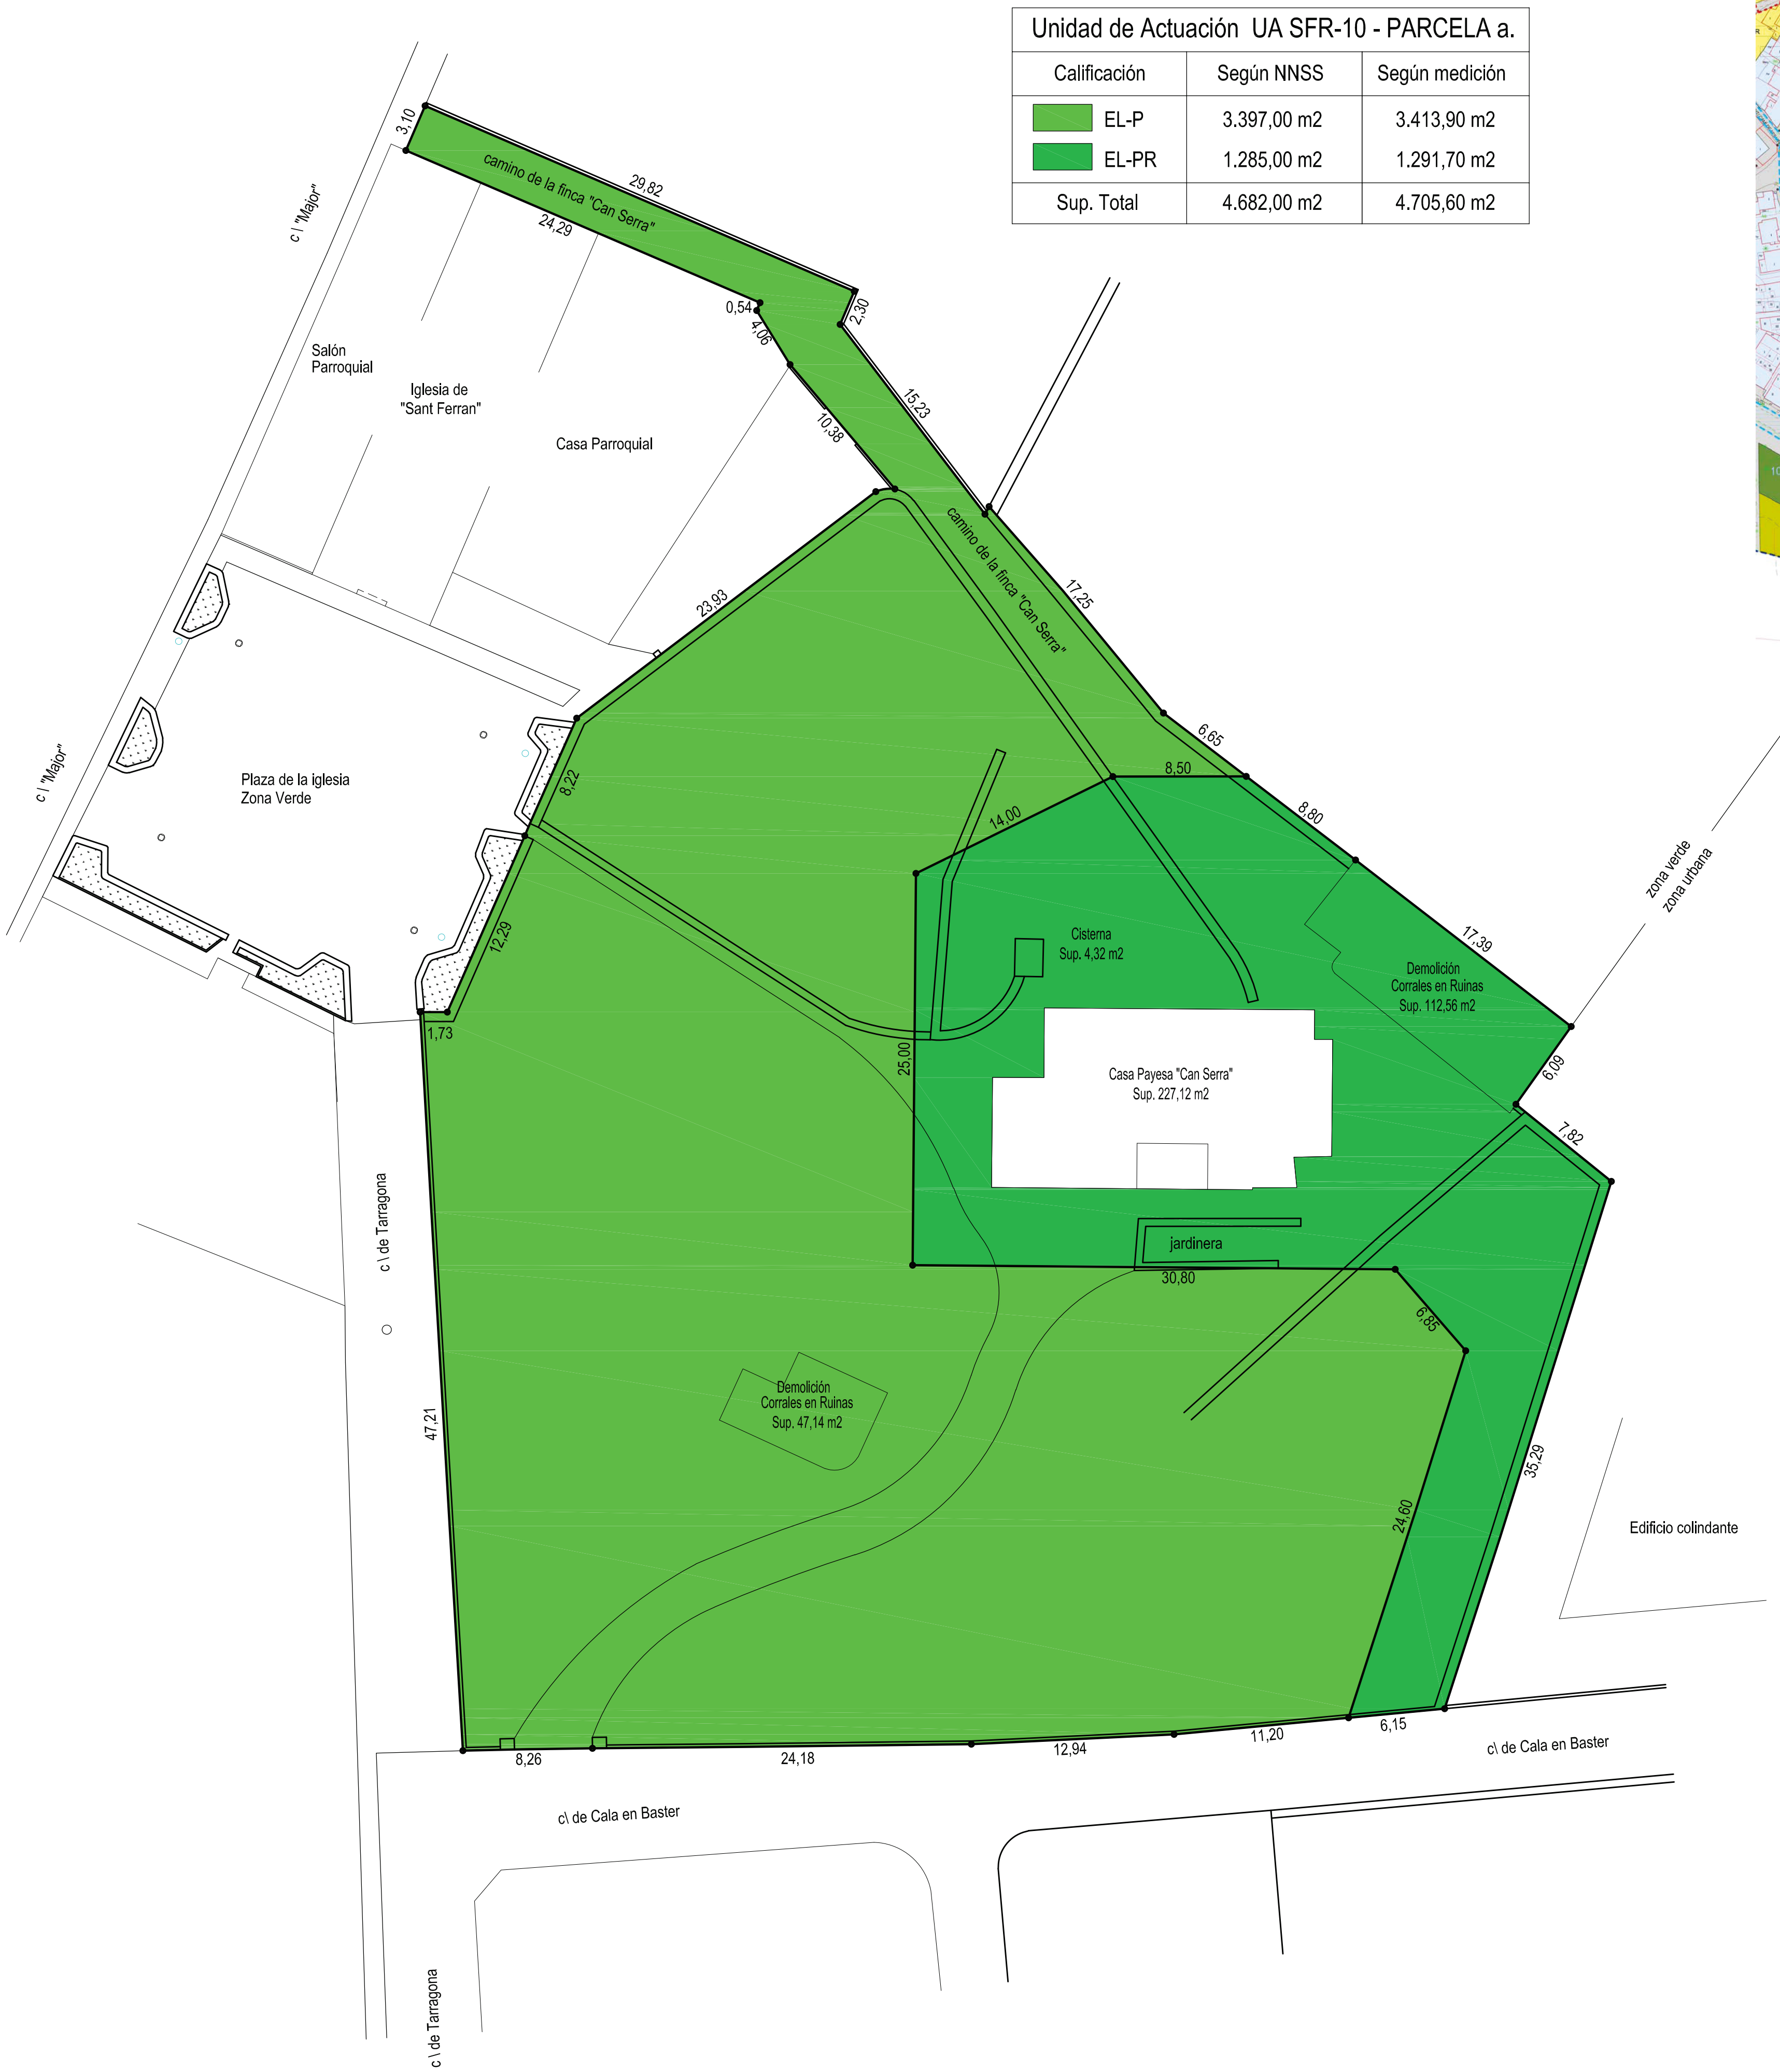 Unidad de Actuación UA SFR-10 - PARCELA a.
Calificación Según NNSS Según medición
EL-P 3.397,00 m2 3.413,90 m2
EL-PR 1.285,00 m2 1.291,70 m2
Sup. Total 4.682,00 m2 4.705,60 m2
3,10
camino de la finca "Can Serra"
29,82
24,29
c \ "Major"
0,54
2,30
4,06
Salón
Parroquial
Iglesia de
"Sant Ferran"
Casa Parroquial
15,23
10,38
camino de la finca "Can Serra"
17,25
23,93
6,65
8,50
8,22
c \ "Major"
Plaza de la iglesia
Zona Verde
14,00
8,80
zona verde
zona urbana
12,29
Cisterna
Sup. 4,32 m2
17,39
Demolición
Corrales en Ruinas
Sup. 112,56 m2
1,73
25,00
Casa Payesa "Can Serra"
Sup. 227,12 m2
6,09
7,82
c \ de Tarragona
jardinera
30,80
6,85
Demolición
Corrales en Ruinas
Sup. 47,14 m2
47,21
35,29
24,60
Edificio colindante
8,26
24,18
12,94
11,20
6,15
c\ de Cala en Baster
c\ de Cala en Baster
c \ de Tarragona